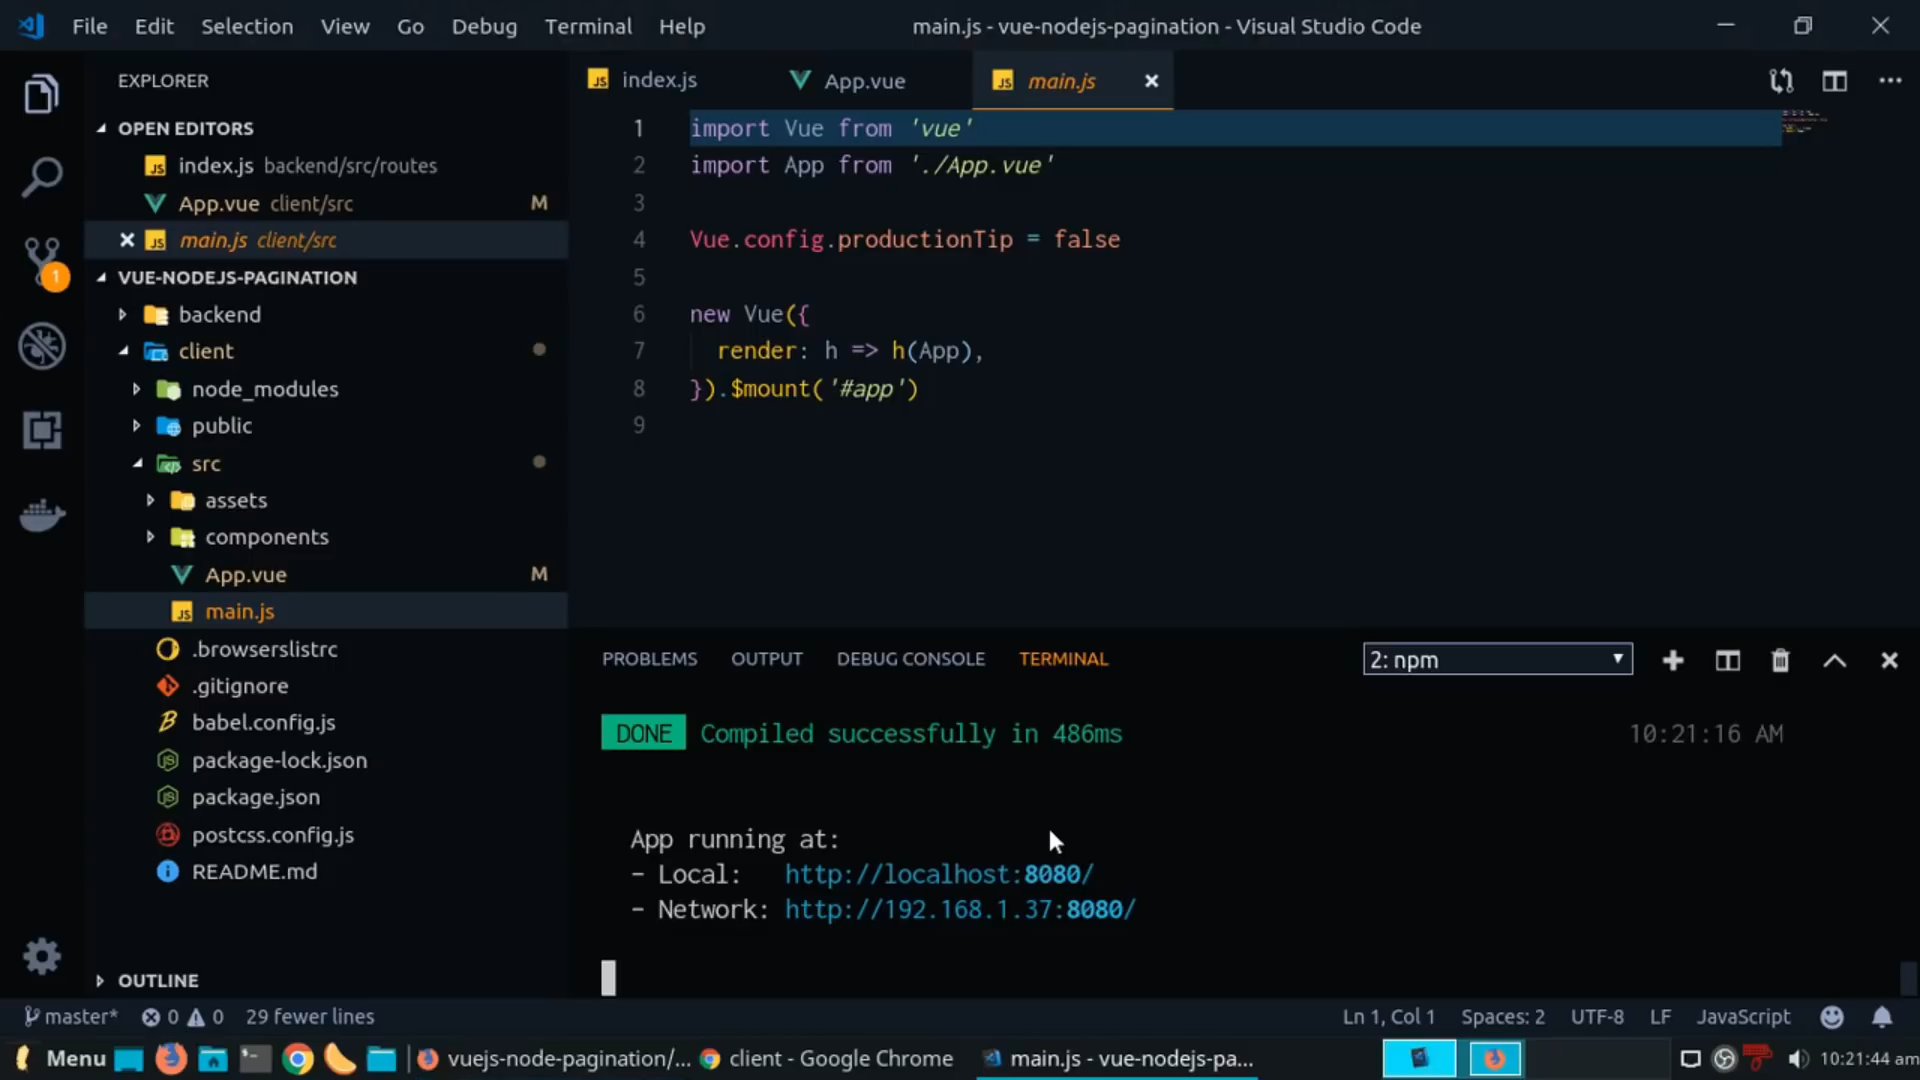 File Edit Selection View Go Debug Terminal Help main.js - vue-nodejs-pagination - Visual Studio Code
EXPLORER
OPEN EDITORS
JS index.js backend/src/routes
App.vue client/src M
JS main.js client/src
1
VUE-NODEJS-PAGINATION
backend
client
node_modules
public
src
assets
components
App.vue M
JS main.js
.browserslistrc
.gitignore
babel.config.js
package-lock.json
package.json
postcss.config.js
README.md
OUTLINE
JS index.js App.vue JS main.js
1 import Vue from 'vue'
2 import App from './App.vue'
3
4 Vue.config.productionTip = false
5
6 new Vue({
7 render: h => h(App),
8 }).$mount('#app')
9
PROBLEMS OUTPUT DEBUG CONSOLE TERMINAL 2: npm
DONE Compiled successfully in 486ms 10:21:16 AM
App running at:
- Local: http://localhost:8080/
- Network: http://192.168.1.37:8080/
master* 0 0 29 fewer lines Ln 1, Col 1 Spaces: 2 UTF-8 LF JavaScript
Menu vuejs-node-pagination/... client - Google Chrome main.js - vue-nodejs-pa... 10:21:44 am